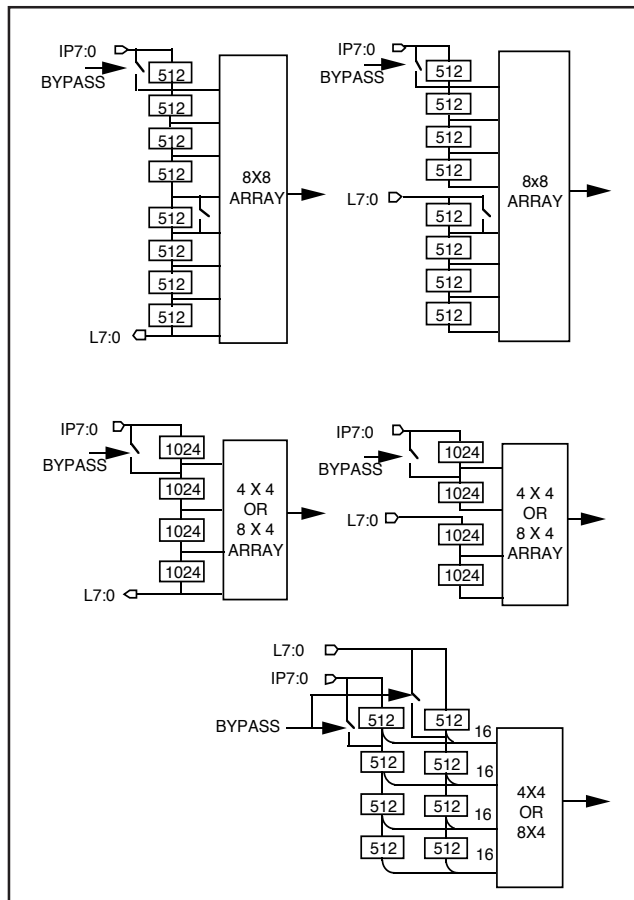 IP7:0
BYPASS
512
512
512
512
512
512
512
512
8X8
ARRAY
L7:0
IP7:0
BYPASS
512
512
512
512
L7:0
512
512
512
512
8x8
ARRAY
IP7:0
BYPASS
1024
1024
1024
1024
4 X 4
OR
8 X 4
ARRAY
L7:0
IP7:0
BYPASS
1024
1024
L7:0
1024
1024
4 X 4
OR
8 X 4
ARRAY
L7:0
IP7:0
BYPASS
512 512 16
512 512 16
512 512 16
512 512 16
4X4
OR
8X4